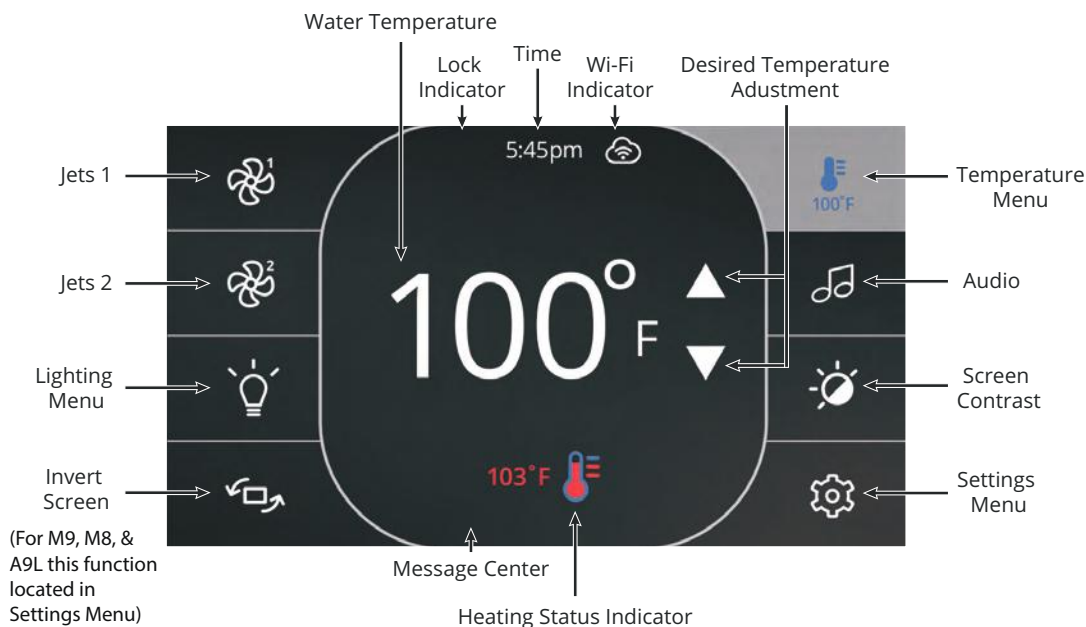 Water Temperature
Time
Lock
Indicator
Wi-Fi
Indicator
Desired Temperature
Adustment
5:45pm
Jets 1
1
100°F
Temperature
Menu
Jets 2
2
100°
F
Audio
Lighting
Menu
Screen
Contrast
Invert
Screen
(For M9, M8, &
A9L this function
located in
Settings Menu)
103°F
Settings
Menu
Message Center
Heating Status Indicator